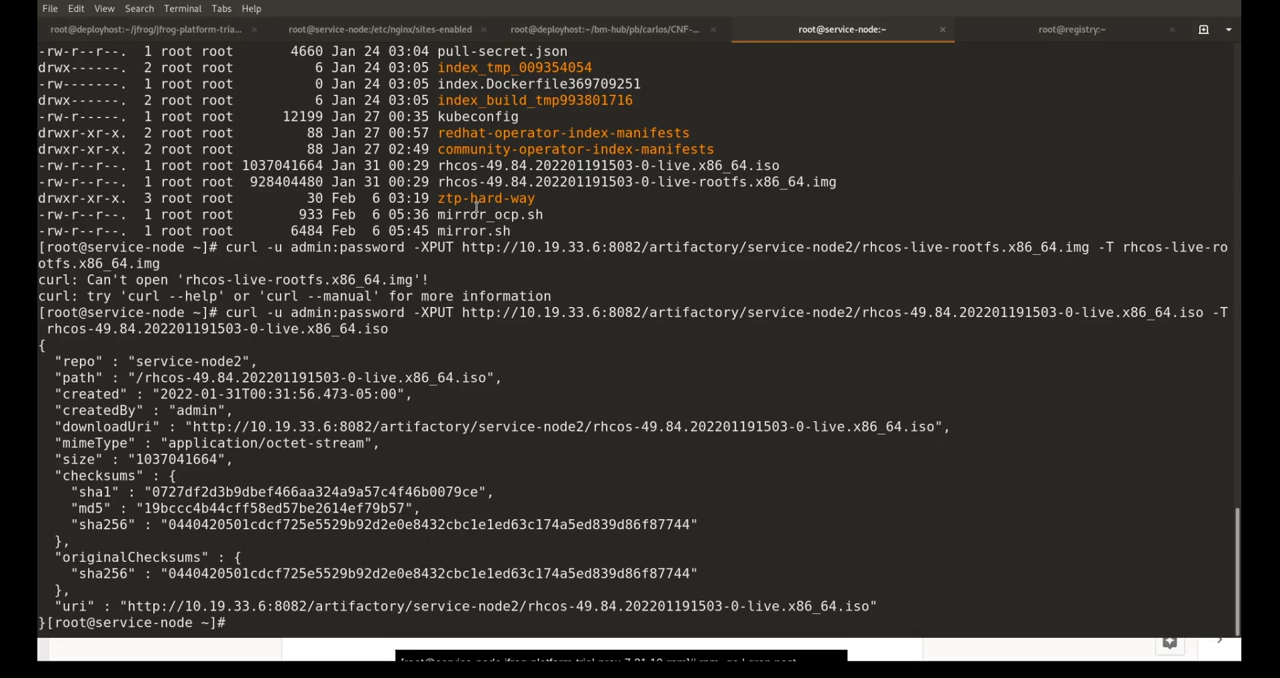 File Edit View Search Terminal Tabs Help
root@deployhost:~/jfrog/jfrog-platform-tria... × root@service-node:/etc/nginx/sites-enabled × root@deployhost:~/bm-hub/pb/carlos/CNF-... × root@service-node:~ × root@registry:~ ×
-rw-r--r--. 1 root root 4660 Jan 24 03:04 pull-secret.json
drwx------. 2 root root 6 Jan 24 03:05 index_tmp_009354054
-rw-------. 1 root root 0 Jan 24 03:05 index.Dockerfile369709251
drwx------. 2 root root 6 Jan 24 03:05 index_build_tmp993801716
-rw-r-----. 1 root root 12199 Jan 27 00:35 kubeconfig
drwxr-xr-x. 2 root root 88 Jan 27 00:57 redhat-operator-index-manifests
drwxr-xr-x. 2 root root 88 Jan 27 02:49 community-operator-index-manifests
-rw-r--r--. 1 root root 1037041664 Jan 31 00:29 rhcos-49.84.202201191503-0-live.x86_64.iso
-rw-r--r--. 1 root root 928404480 Jan 31 00:29 rhcos-49.84.202201191503-0-live-rootfs.x86_64.img
drwxr-xr-x. 3 root root 30 Feb 6 03:19 ztp-hard-way
-rw-r--r--. 1 root root 933 Feb 6 05:36 mirror_ocp.sh
-rw-r--r--. 1 root root 6484 Feb 6 05:45 mirror.sh
[root@service-node ~]# curl -u admin:password -XPUT http://10.19.33.6:8082/artifactory/service-node2/rhcos-live-rootfs.x86_64.img -T rhcos-live-ro
otfs.x86_64.img
curl: Can't open 'rhcos-live-rootfs.x86_64.img'!
curl: try 'curl --help' or 'curl --manual' for more information
[root@service-node ~]# curl -u admin:password -XPUT http://10.19.33.6:8082/artifactory/service-node2/rhcos-49.84.202201191503-0-live.x86_64.iso -T
rhcos-49.84.202201191503-0-live.x86_64.iso
{
"repo" : "service-node2",
"path" : "/rhcos-49.84.202201191503-0-live.x86_64.iso",
"created" : "2022-01-31T00:31:56.473-05:00",
"createdBy" : "admin",
"downloadUri" : "http://10.19.33.6:8082/artifactory/service-node2/rhcos-49.84.202201191503-0-live.x86_64.iso",
"mimeType" : "application/octet-stream",
"size" : "1037041664",
"checksums" : {
"sha1" : "0727df2d3b9dbef466aa324a9a57c4f46b0079ce",
"md5" : "19bccc4b44cff58ed57be2614ef79b57",
"sha256" : "0440420501cdcf725e5529b92d2e0e8432cbc1e1ed63c174a5ed839d86f87744"
},
"originalChecksums" : {
"sha256" : "0440420501cdcf725e5529b92d2e0e8432cbc1e1ed63c174a5ed839d86f87744"
},
"uri" : "http://10.19.33.6:8082/artifactory/service-node2/rhcos-49.84.202201191503-0-live.x86_64.iso"
}[root@service-node ~]#